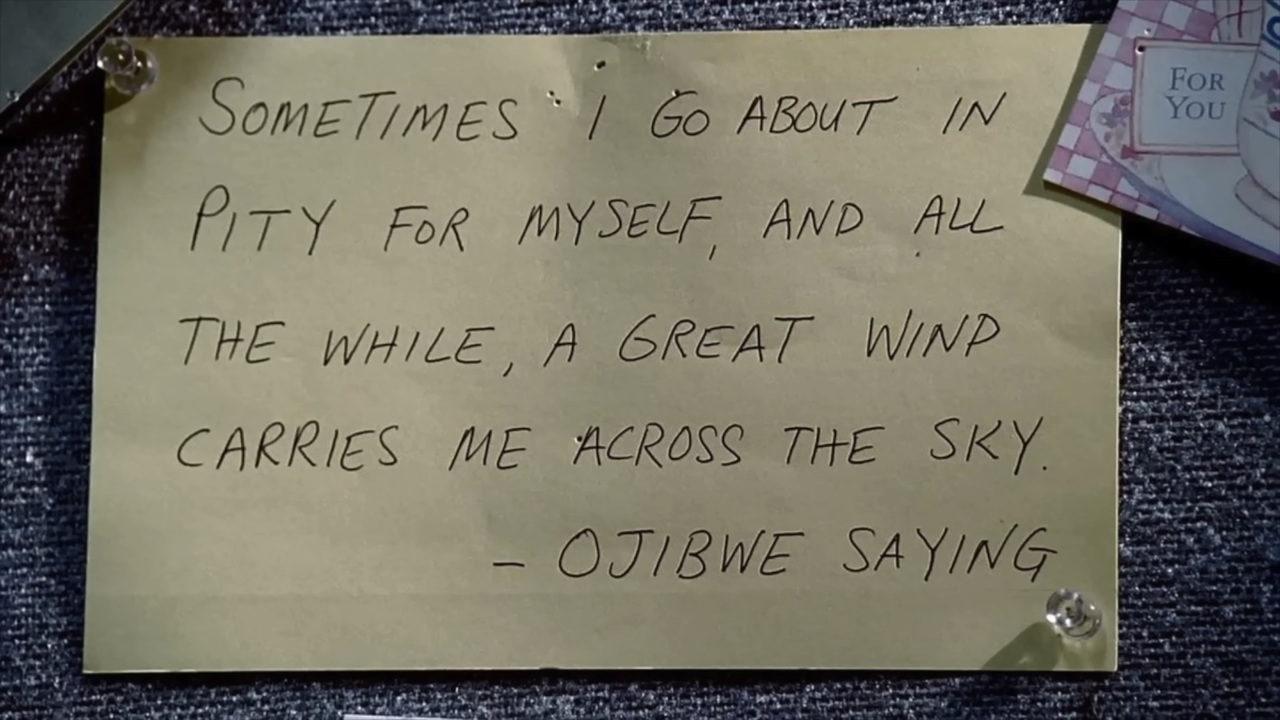 SOMETIMES I GO ABOUT IN
PITY FOR MYSELF, AND ALL
THE WHILE, A GREAT WIND
CARRIES ME ACROSS THE SKY.
- OJIBWE SAYING
FOR
YOU